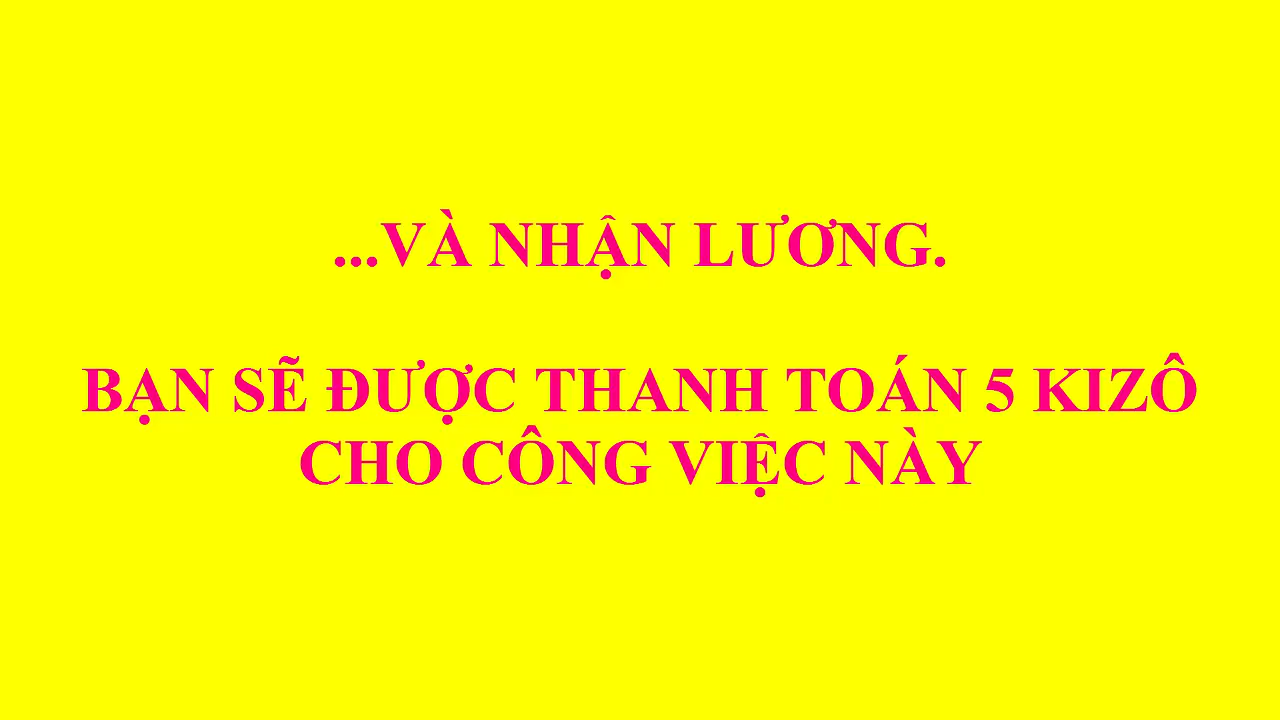 ...VÀ NHẬN LƯƠNG.
BẠN SẼ ĐƯỢC THANH TOÁN 5 KIZÔ
CHO CÔNG VIỆC NÀY